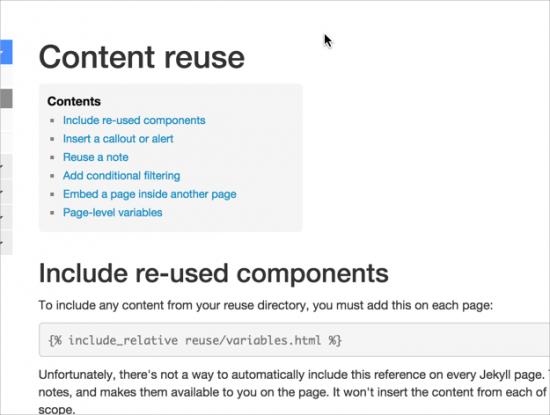 Content reuse
Contents
Include re-used components
Insert a callout or alert
Reuse a note
Add conditional filtering
Embed a page inside another page
Page-level variables
Include re-used components
To include any content from your reuse directory, you must add this on each page:
{% include_relative reuse/variables.html %}
Unfortunately, there's not a way to automatically include this reference on every Jekyll page.
notes, and makes them available to you on the page. It won't insert the content from each of
scope.